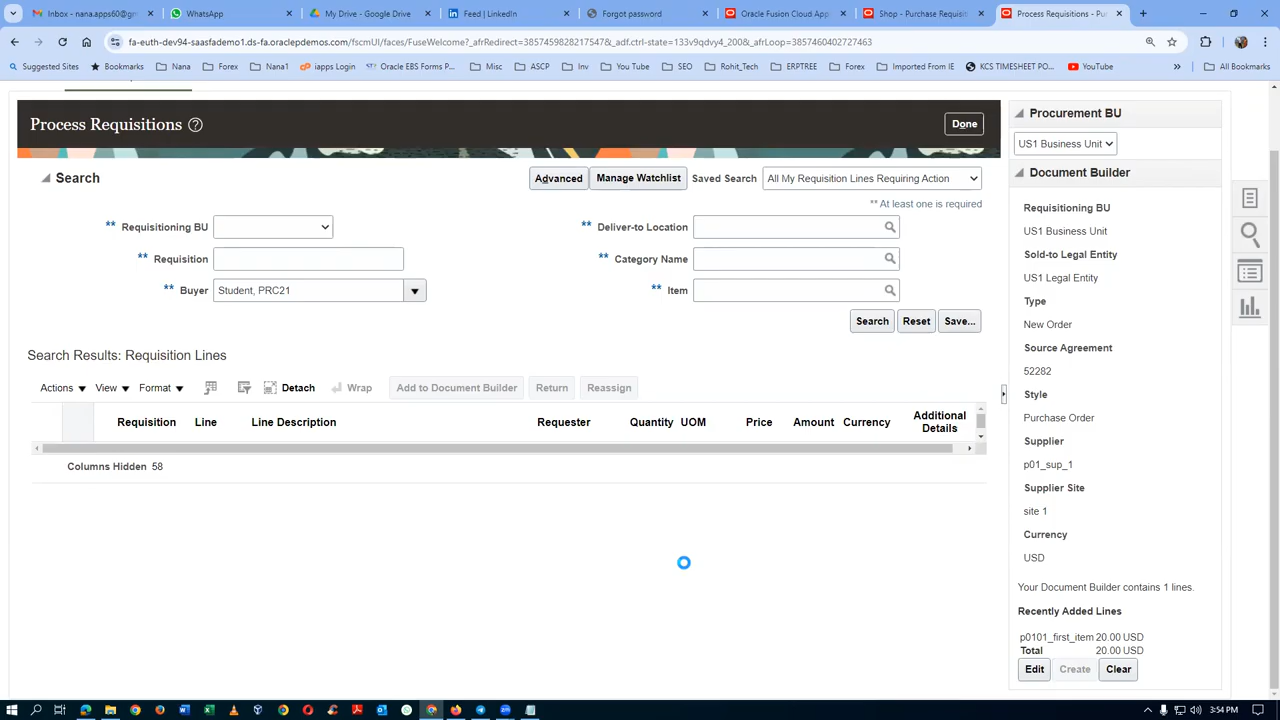 Inbox - nana.apps60@gm
WhatsApp
My Drive - Google Drive
Feed | LinkedIn
Forgot password
Oracle Fusion Cloud App
Shop - Purchase Requisiti
Process Requisitions - Pu
fa-euth-dev94-saasfademo1.ds-fa.oraclepdemos.com/fscmUI/faces/FuseWelcome?_afrRedirect=3857459828217547&_adf.ctrl-state=133v9qdvy4_200&_afrLoop=3857460402727463
Suggested Sites
Bookmarks
Nana
Forex
Nana1
iapps Login
Oracle EBS Forms P...
Misc
ASCP
Inv
You Tube
SEO
Rohit_Tech
ERPTREE
Forex
Imported From IE
KCS TIMESHEET PO...
YouTube
»
All Bookmarks
Process Requisitions
Done
Search
Advanced
Manage Watchlist
Saved Search
All My Requisition Lines Requiring Action
** At least one is required
** Requisitioning BU
** Deliver-to Location
** Requisition
** Category Name
** Buyer
Student, PRC21
** Item
Search
Reset
Save...
Search Results: Requisition Lines
Actions
View
Format
Detach
Wrap
Add to Document Builder
Return
Reassign
Requisition
Line
Line Description
Requester
Quantity
UOM
Price
Amount
Currency
Additional
Details
Columns Hidden 58
Procurement BU
US1 Business Unit
Document Builder
Requisitioning BU
US1 Business Unit
Sold-to Legal Entity
US1 Legal Entity
Type
New Order
Source Agreement
52282
Style
Purchase Order
Supplier
p01_sup_1
Supplier Site
site 1
Currency
USD
Your Document Builder contains 1 lines.
Recently Added Lines
p0101_first_item 20.00 USD
Total 20.00 USD
Edit
Create
Clear
3:54 PM